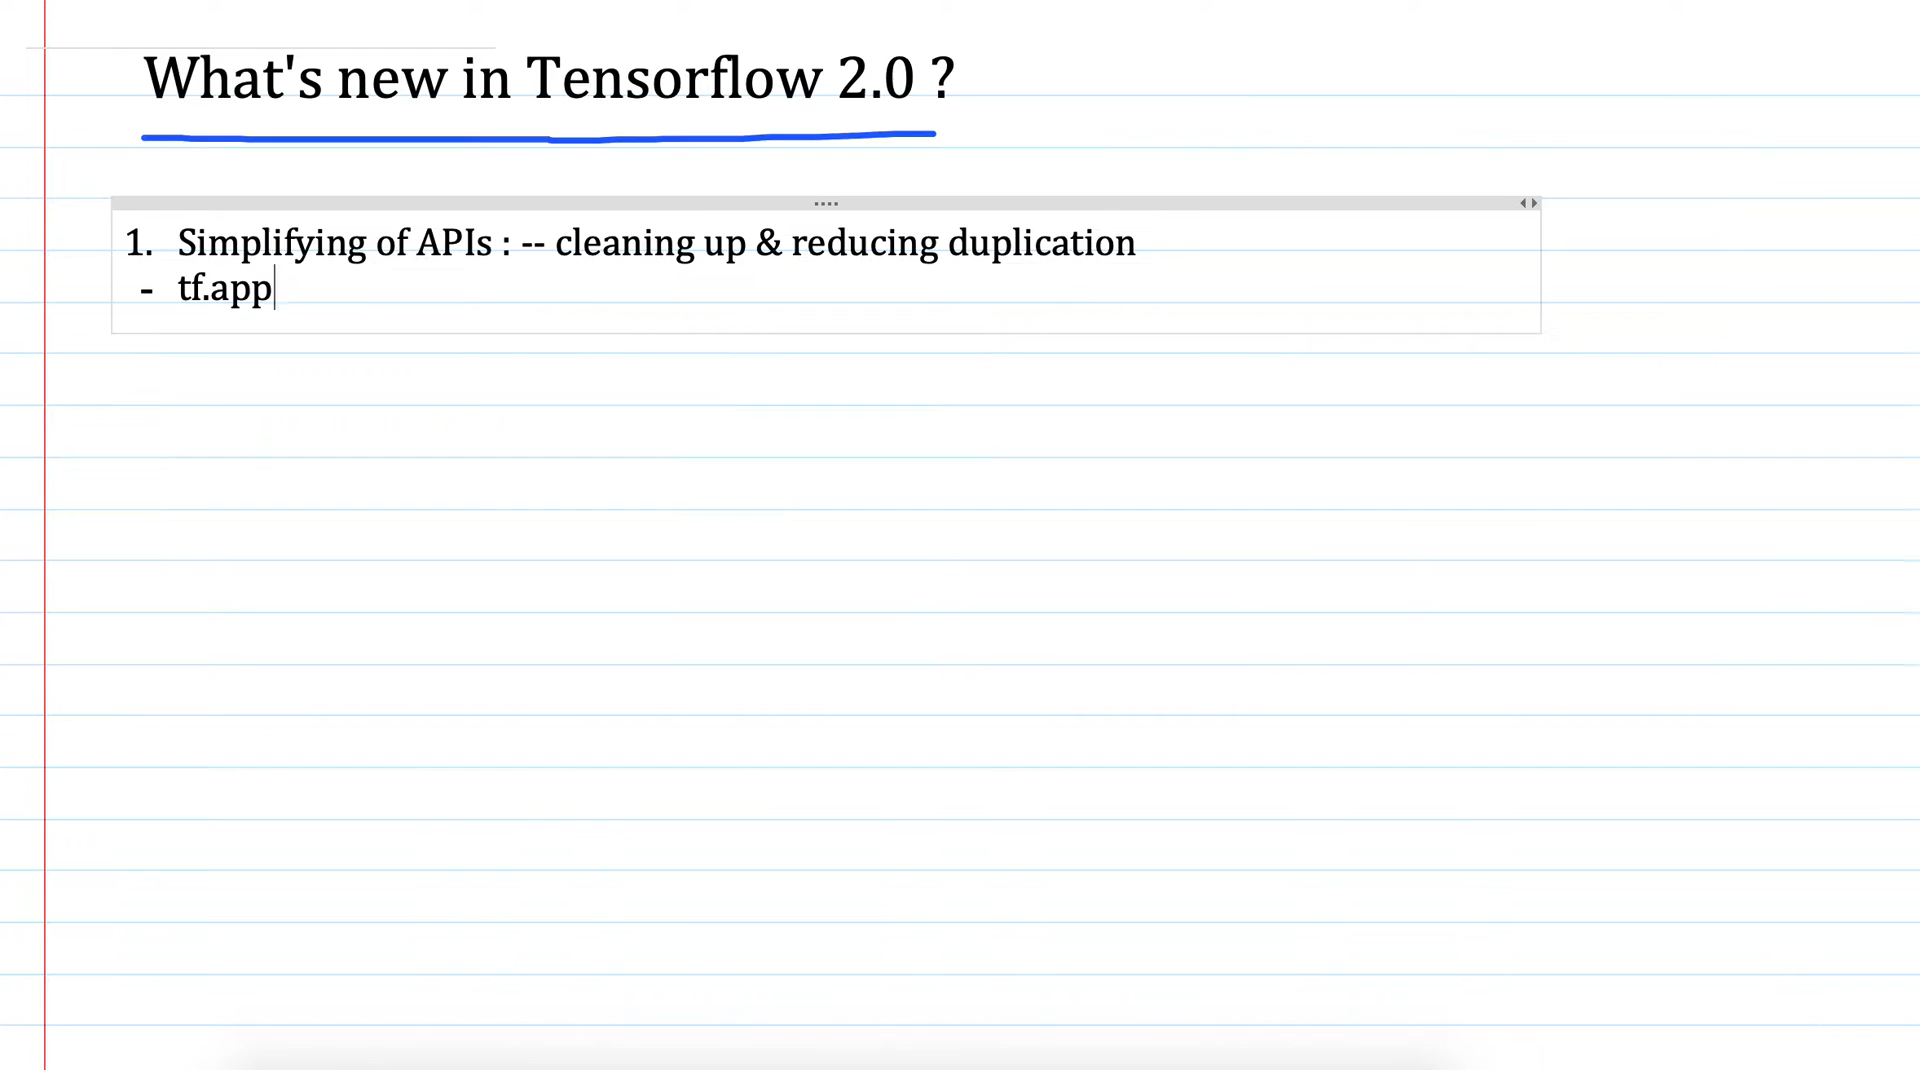 What's new in Tensorflow 2.0 ?
1. Simplifying of APIs : -- cleaning up & reducing duplication
- tf.app